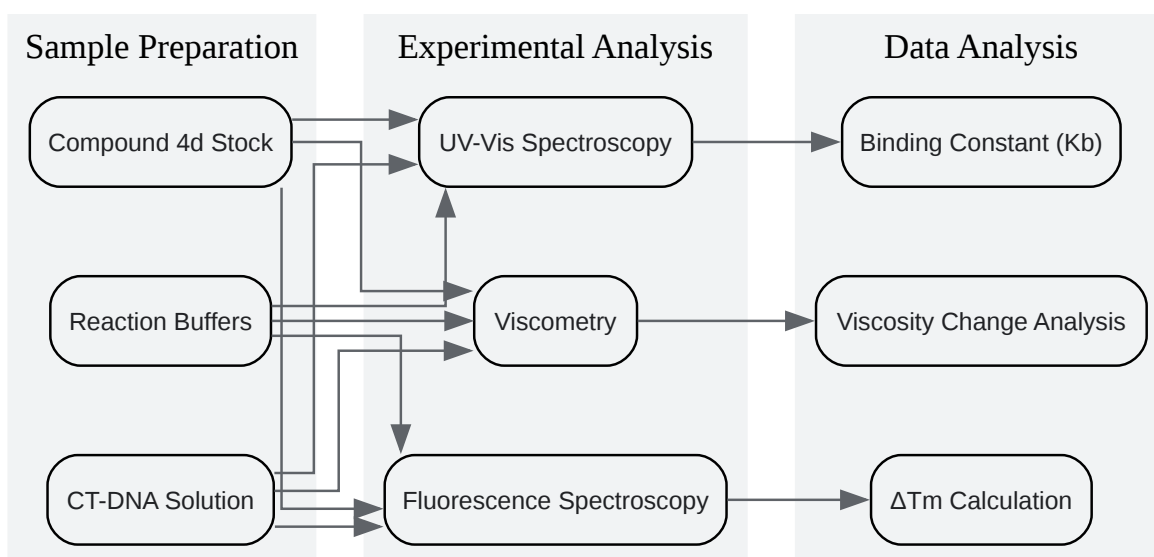 Sample Preparation
Experimental Analysis
Data Analysis
Compound 4d Stock
UV-Vis Spectroscopy
Binding Constant (Kb)
Reaction Buffers
Viscometry
Viscosity Change Analysis
CT-DNA Solution
Fluorescence Spectroscopy
ΔTm Calculation